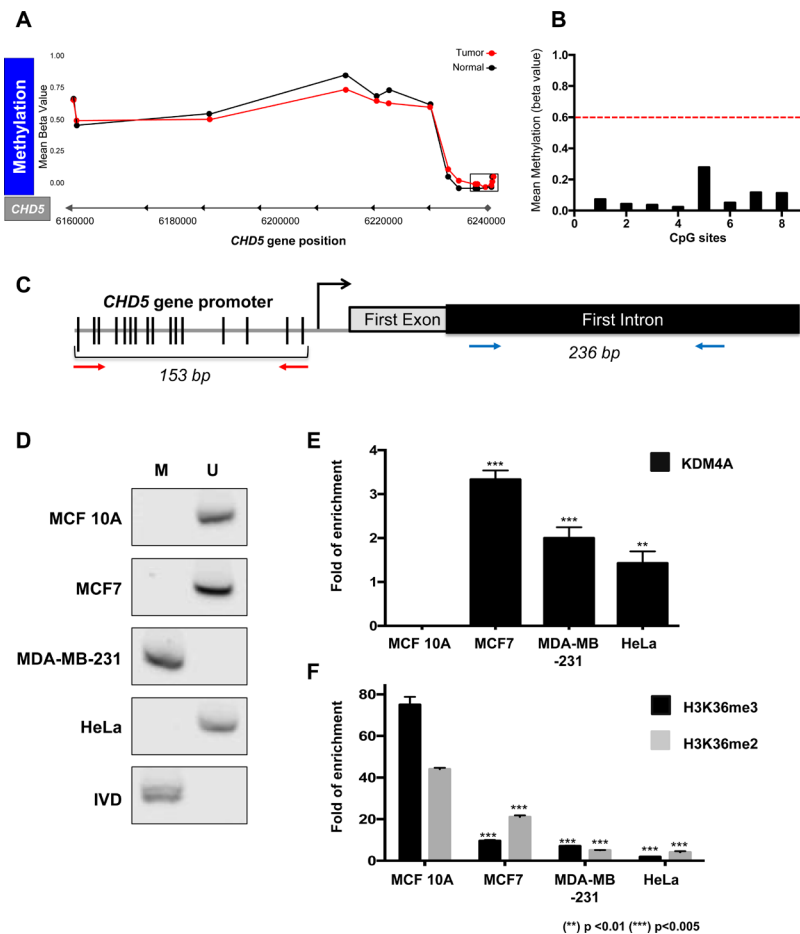 A
Methylation
Mean Beta Value
1.00
0.75
0.50
0.25
0.00
Tumor
Normal
CHD5
6160000
6180000
6200000
6220000
6240000
CHD5 gene position
B
Mean Methylation (beta value)
1.0
0.8
0.6
0.4
0.2
0.0
0
2
4
6
8
CpG sites
C
CHD5 gene promoter
First Exon
First Intron
153 bp
236 bp
D
M
U
MCF 10A
MCF7
MDA-MB-231
HeLa
IVD
E
Fold of enrichment
4
3
2
1
0
***
***
**
KDM4A
MCF 10A
MCF7
MDA-MB
-231
HeLa
F
Fold of enrichment
80
60
40
20
0
***
***
***
***
***
***
H3K36me3
H3K36me2
MCF 10A
MCF7
MDA-MB
-231
HeLa
(**) p <0.01 (***) p<0.005